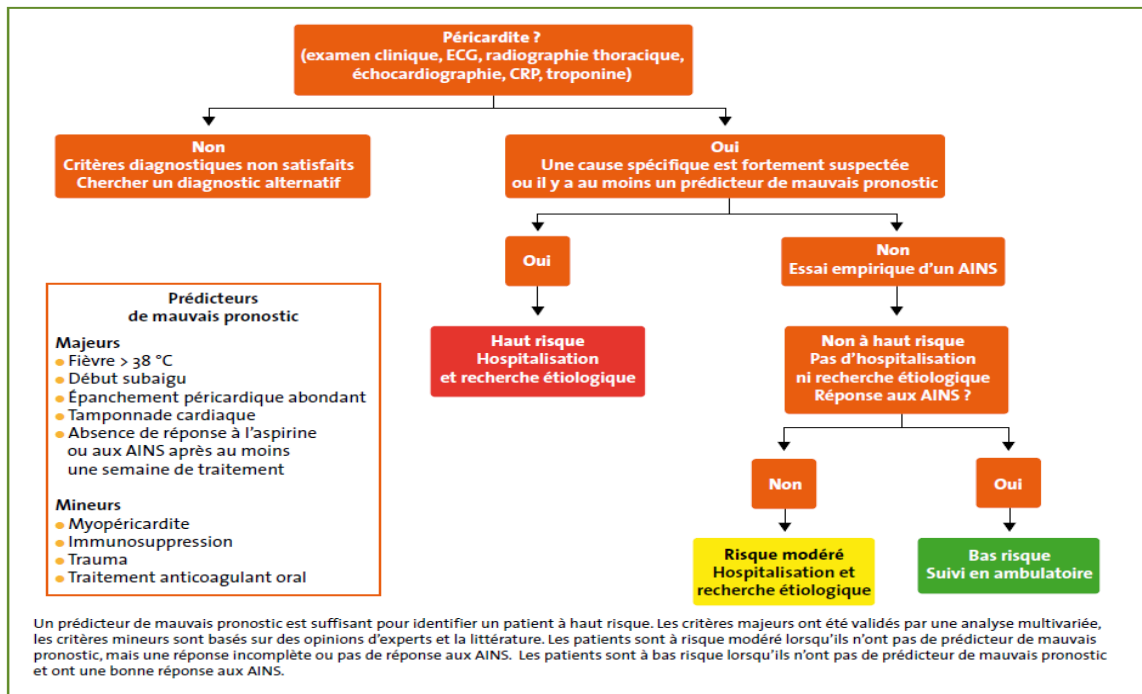 Péricardite ?
(examen clinique, ECG, radiographie thoracique,
échocardiographie, CRP, troponine)
Non
Critères diagnostiques non satisfaits
Chercher un diagnostic alternatif
Oui
Une cause spécifique est fortement suspectée
ou il y a au moins un prédicteur de mauvais pronostic
Oui
Non
Essai empirique d'un AINS
Haut risque
Hospitalisation
et recherche étiologique
Non à haut risque
Pas d'hospitalisation
ni recherche étiologique
Réponse aux AINS ?
Non
Oui
Risque modéré
Hospitalisation et
recherche étiologique
Bas risque
Suivi en ambulatoire
Prédicteurs
de mauvais pronostic
Majeurs
• Fièvre > 38 °C
• Début subaigu
• Épanchement péricardique abondant
• Tamponnade cardiaque
• Absence de réponse à l'aspirine
ou aux AINS après au moins
une semaine de traitement
Mineurs
• Myopéricardite
• Immunosuppression
• Trauma
• Traitement anticoagulant oral
Un prédicteur de mauvais pronostic est suffisant pour identifier un patient à haut risque. Les critères majeurs ont été validés par une analyse multivariée,
les critères mineurs sont basés sur des opinions d'experts et la littérature. Les patients sont à risque modéré lorsqu'ils n'ont pas de prédicteur de mauvais
pronostic, mais une réponse incomplète ou pas de réponse aux AINS. Les patients sont à bas risque lorsqu'ils n'ont pas de prédicteur de mauvais pronostic
et ont une bonne réponse aux AINS.